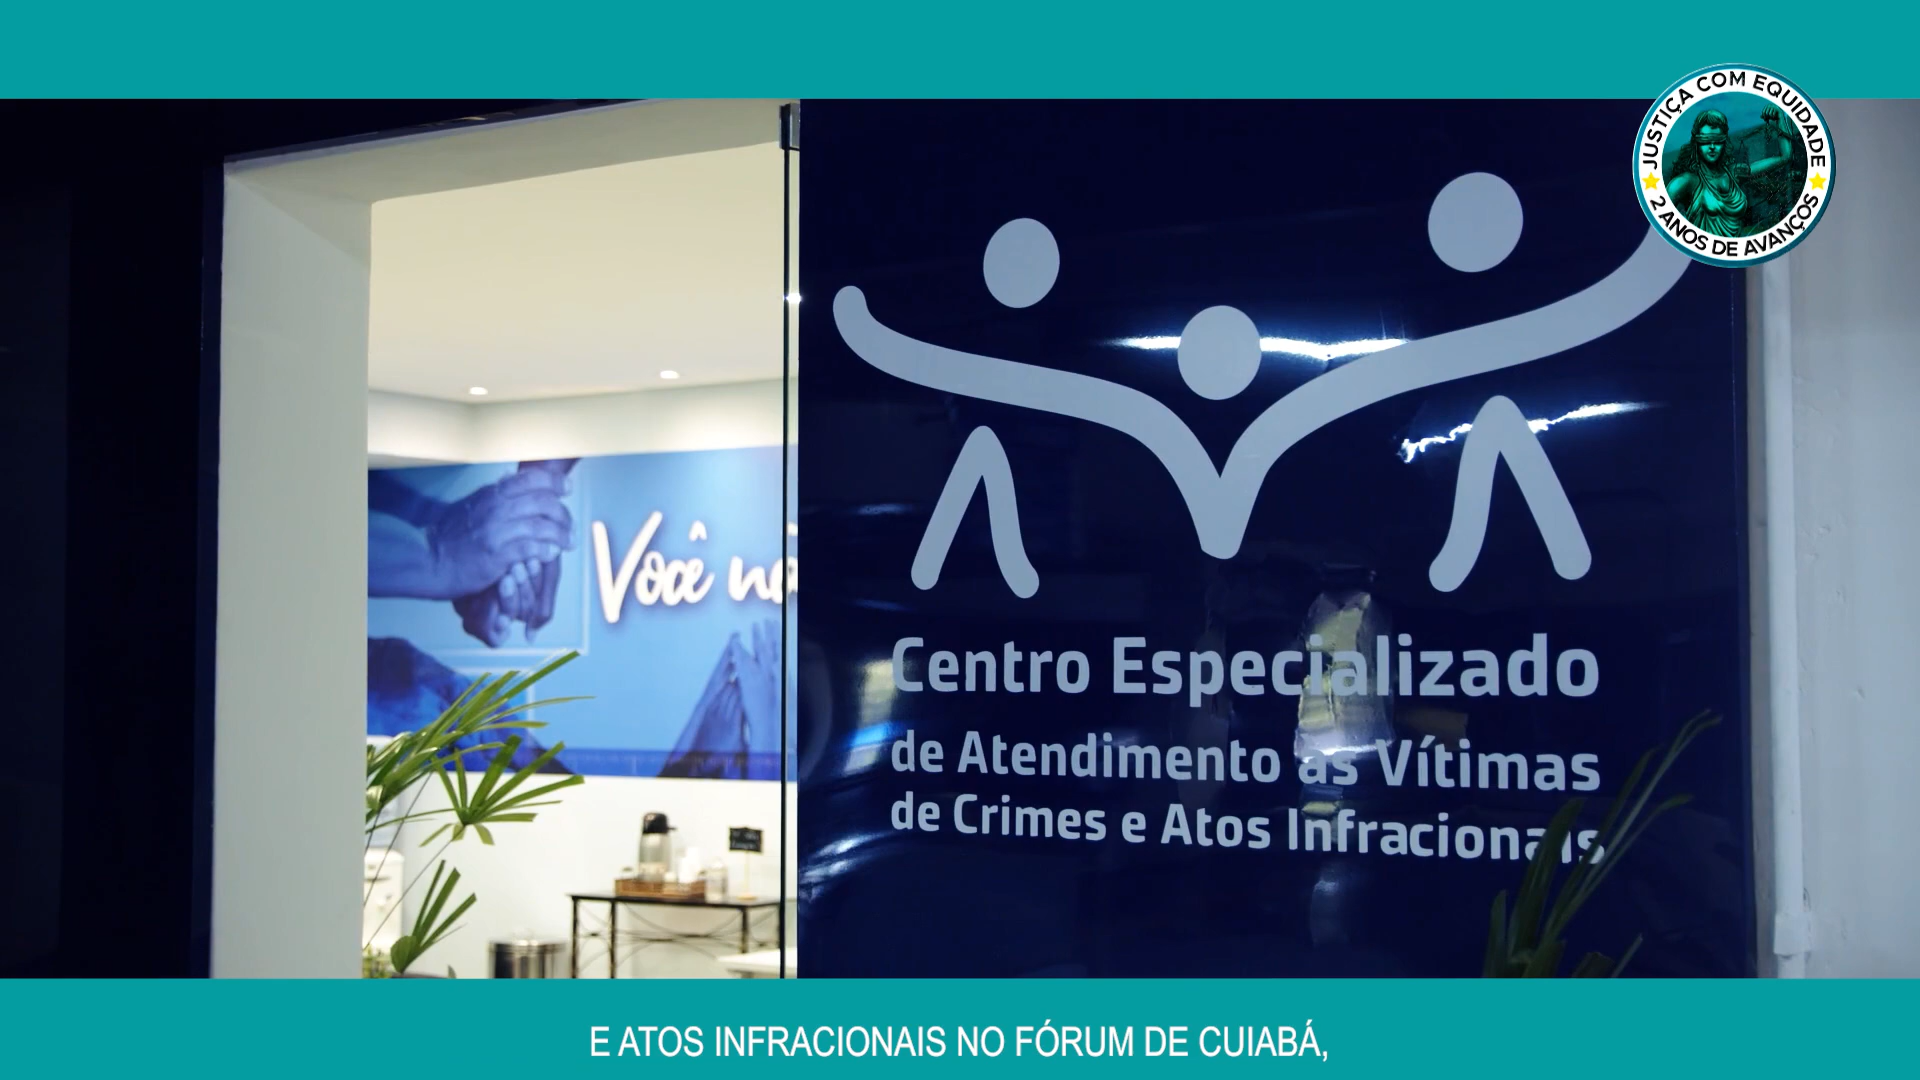 JUSTIÇA COM EQUIDADE
2 ANOS DE AVANÇOS
Você
Centro Especializado
de Atendimento as Vítimas
de Crimes e Atos Infracionais
E ATOS INFRACIONAIS NO FÓRUM DE CUIABÁ,